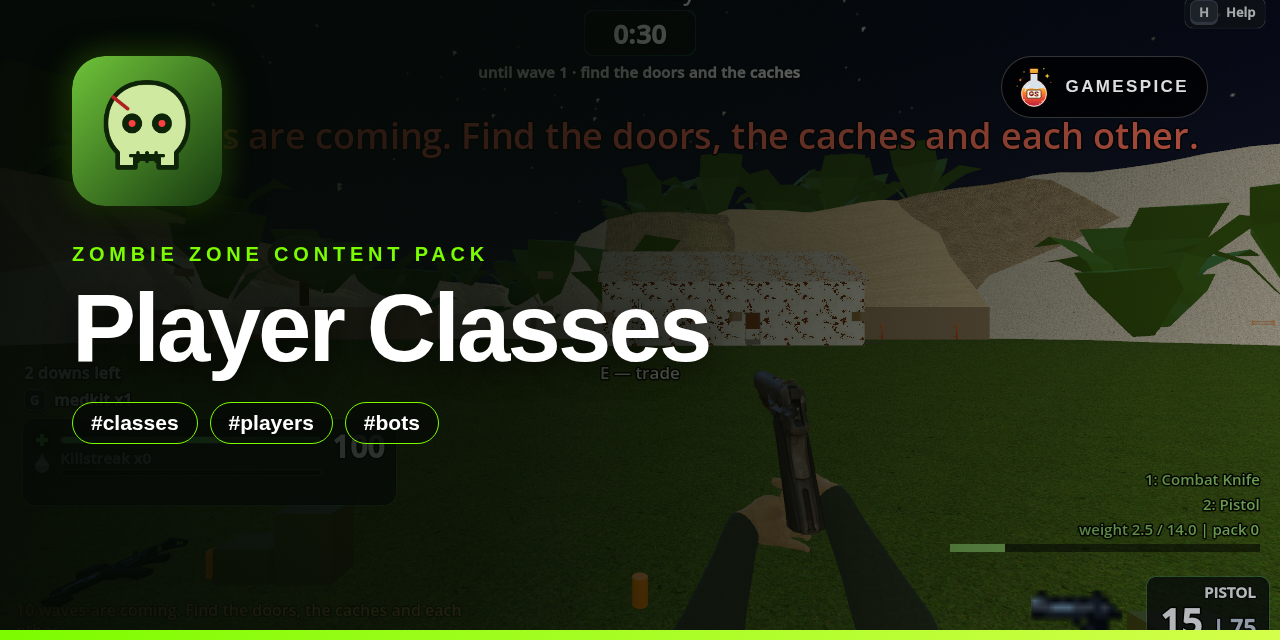 H Help
0:30
until wave 1 · find the doors and the caches
GS
GAMESPICE
s are coming. Find the doors, the caches and each other.
ZOMBIE ZONE CONTENT PACK
Player Classes
2 downs left
E — trade
G medkit x1
#classes #players #bots
100
Killstreak x0
1: Combat Knife
2: Pistol
weight 2.5 / 14.0 | pack 0
PISTOL
15 | 75
10 waves are coming. Find the doors, the caches and each